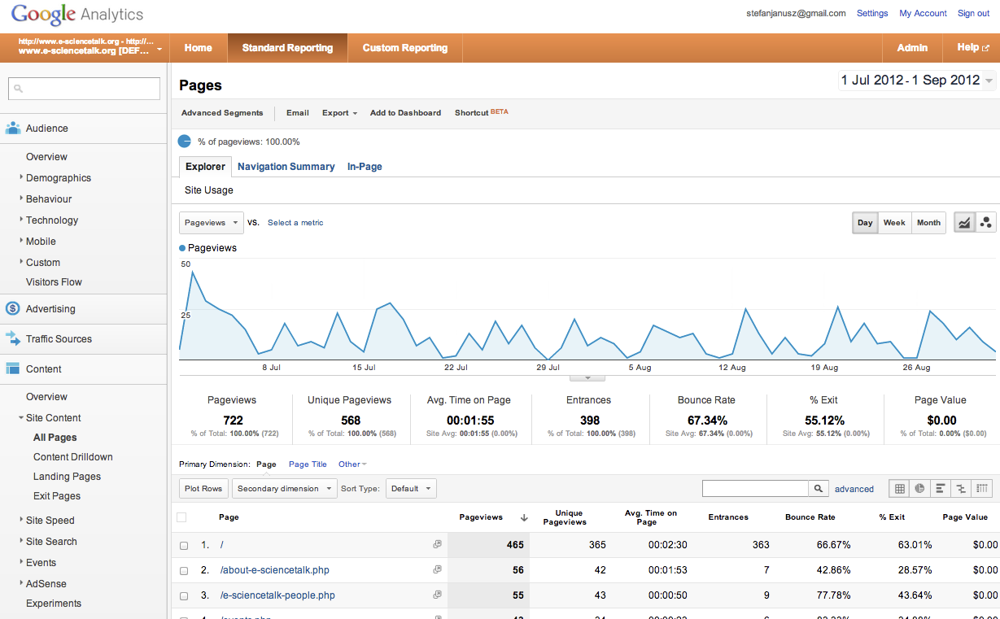 Google Analytics
stefanjanusz@gmail.com Settings My Account Sign out
http://www.e-sciencetalk.org - http://...
www.e-sciencetalk.org [DEF...
Home Standard Reporting Custom Reporting Admin Help
Pages
1 Jul 2012 - 1 Sep 2012
Advanced Segments Email Export Add to Dashboard Shortcut BETA
% of pageviews: 100.00%
Explorer Navigation Summary In-Page
Site Usage
Pageviews VS. Select a metric Day Week Month
Pageviews
50
25
8 Jul 15 Jul 22 Jul 29 Jul 5 Aug 12 Aug 19 Aug 26 Aug
Audience
Overview
Demographics
Behaviour
Technology
Mobile
Custom
Visitors Flow
Advertising
Traffic Sources
Content
Overview
Site Content
All Pages
Content Drilldown
Landing Pages
Exit Pages
Site Speed
Site Search
Events
AdSense
Experiments
Pageviews Unique Pageviews Avg. Time on Page Entrances Bounce Rate % Exit Page Value
722 568 00:01:55 398 67.34% 55.12% $0.00
% of Total: 100.00% (722) % of Total: 100.00% (568) Site Avg: 00:01:55 (0.00%) % of Total: 100.00% (398) Site Avg: 67.34% (0.00%) Site Avg: 55.12% (0.00%) % of Total: 0.00% ($0.00)
Primary Dimension: Page Page Title Other
Plot Rows Secondary dimension Sort Type: Default advanced
Page Pageviews Unique Pageviews Avg. Time on Page Entrances Bounce Rate % Exit Page Value
1. / 465 365 00:02:30 363 66.67% 63.01% $0.00
2. /about-e-sciencetalk.php 56 42 00:01:53 7 42.86% 28.57% $0.00
3. /e-sciencetalk-people.php 55 43 00:00:50 9 77.78% 43.64% $0.00